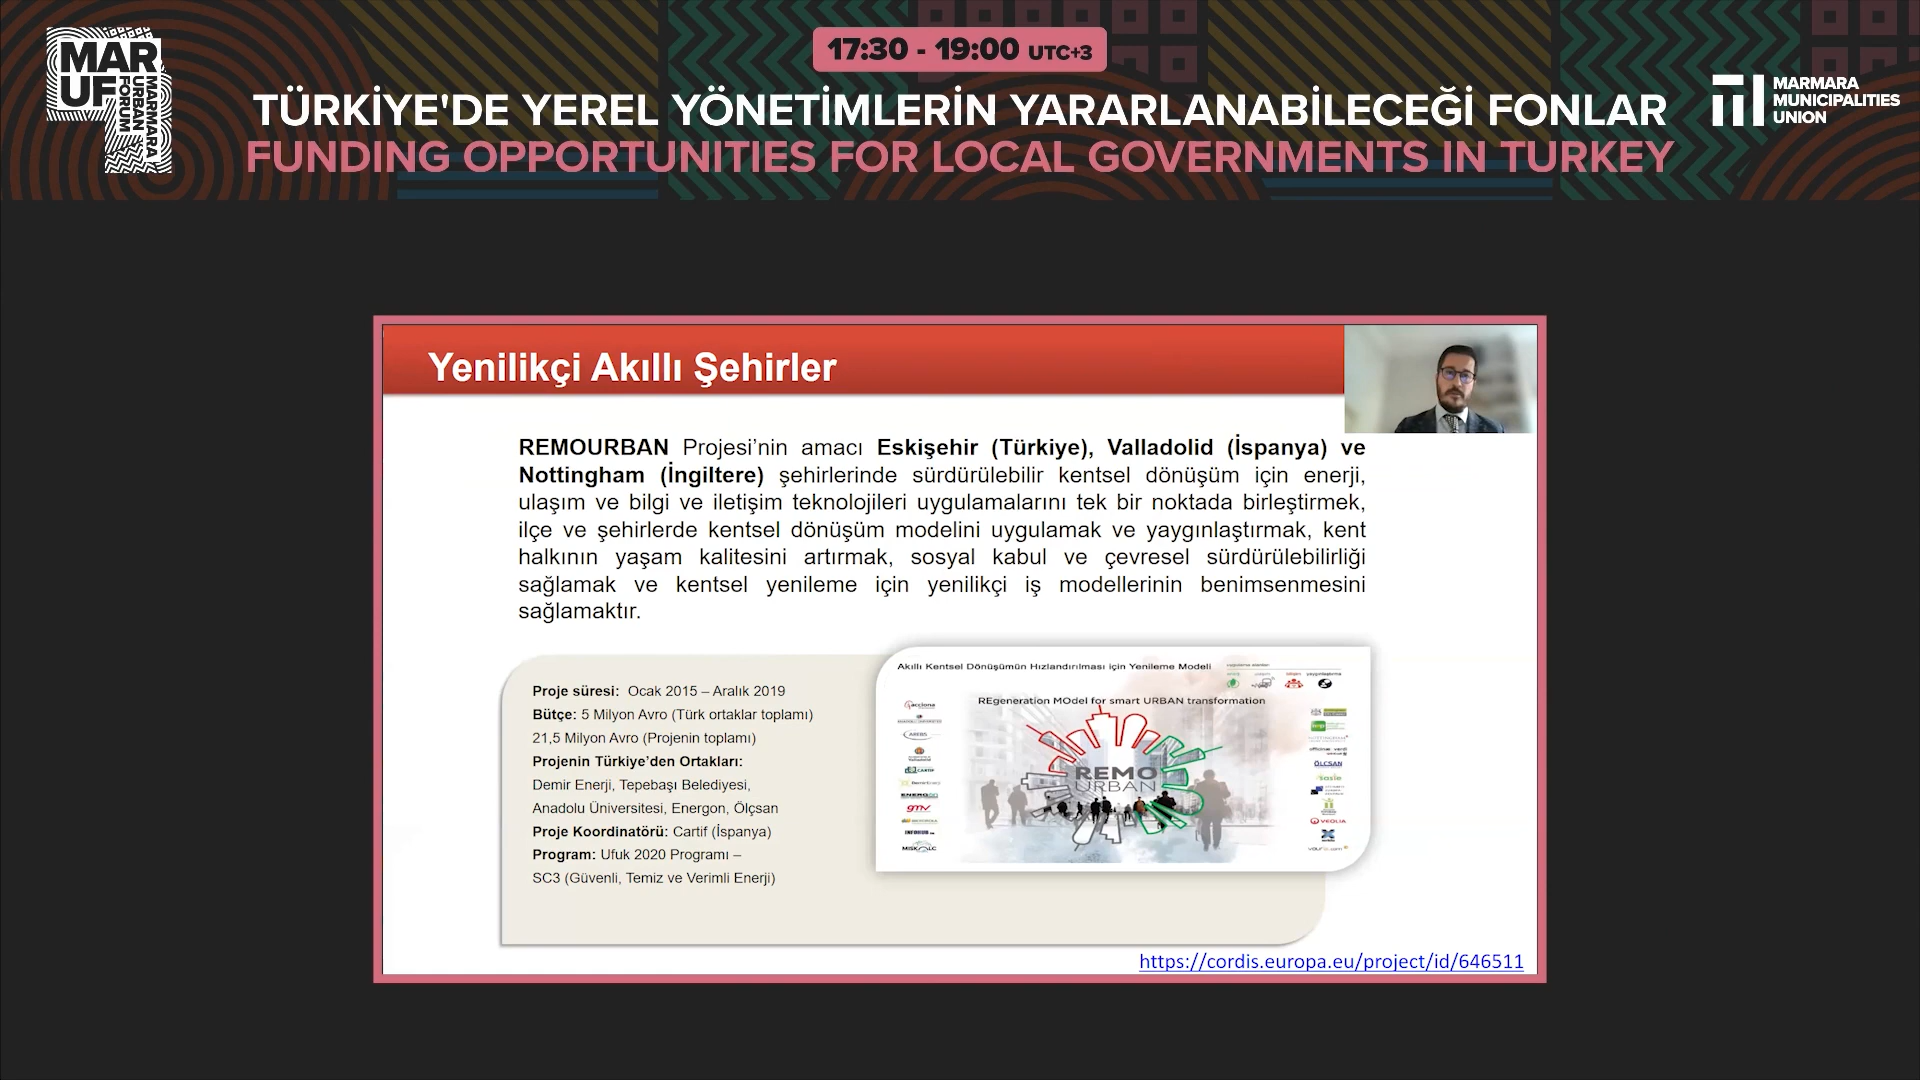 MAR
UF
MARMARA
URBAN
FORUM
17:30 - 19:00 UTC+3
TÜRKİYE'DE YEREL YÖNETİMLERİN YARARLANABİLECEĞİ FONLAR
FUNDING OPPORTUNITIES FOR LOCAL GOVERNMENTS IN TURKEY
MARMARA
MUNICIPALITIES
UNION
Yenilikçi Akıllı Şehirler
REMOURBAN Projesi’nin amacı Eskişehir (Türkiye), Valladolid (İspanya) ve
Nottingham (İngiltere) şehirlerinde sürdürülebilir kentsel dönüşüm için enerji,
ulaşım ve bilgi ve iletişim teknolojileri uygulamalarını tek bir noktada birleştirmek,
ilçe ve şehirlerde kentsel dönüşüm modelini uygulamak ve yaygınlaştırmak, kent
halkının yaşam kalitesini artırmak, sosyal kabul ve çevresel sürdürülebilirliği
sağlamak ve kentsel yenileme için yenilikçi iş modellerinin benimsenmesini
sağlamaktır.
Proje süresi: Ocak 2015 – Aralık 2019
Bütçe: 5 Milyon Avro (Türk ortaklar toplamı)
21,5 Milyon Avro (Projenin toplamı)
Projenin Türkiye’den Ortakları:
Demir Enerji, Tepebaşı Belediyesi,
Anadolu Üniversitesi, Energon, Ölçsan
Proje Koordinatörü: Cartif (İspanya)
Program: Ufuk 2020 Programı –
SC3 (Güvenli, Temiz ve Verimli Enerji)
Akıllı Kentsel Dönüşümün Hızlandırılması için Yenileme Modeli
REgeneration MOdel for smart URBAN transformation
REMO
URBAN
acciona
CARTIF
ENERGON
gmv
ÖLÇSAN
VEOLIA
https://cordis.europa.eu/project/id/646511